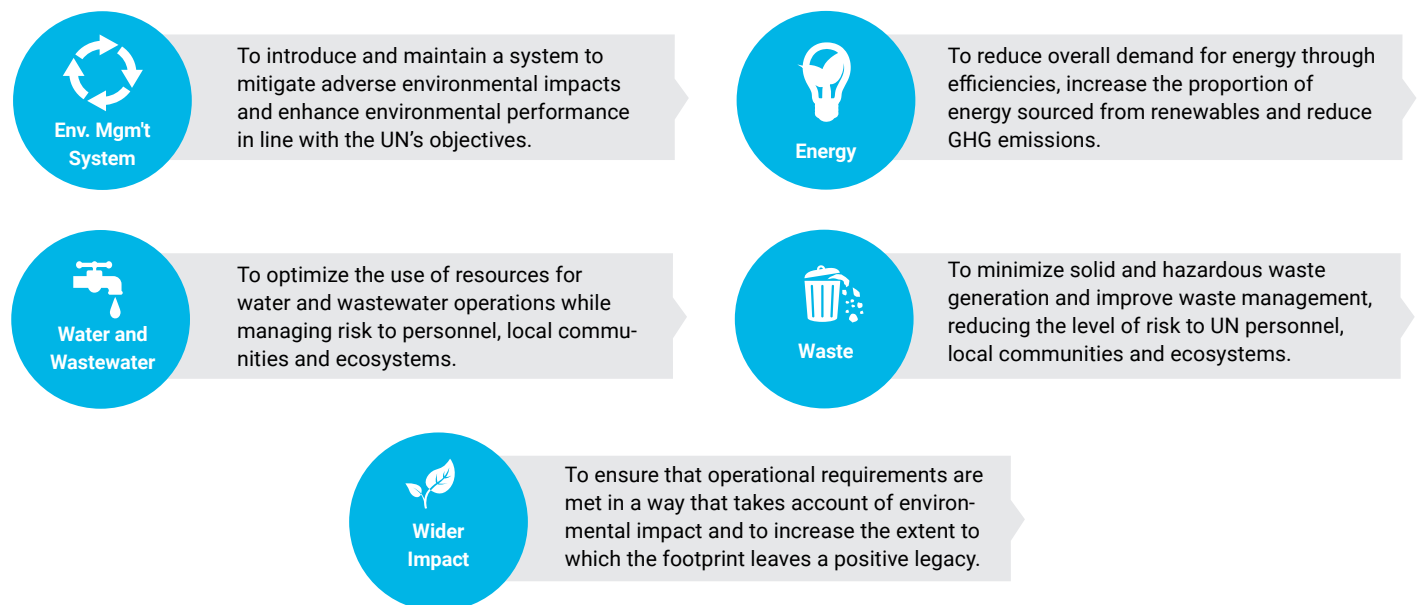 Env. Mgm't
System
To introduce and maintain a system to
mitigate adverse environmental impacts
and enhance environmental performance
in line with the UN’s objectives.
Energy
To reduce overall demand for energy through
efficiencies, increase the proportion of
energy sourced from renewables and reduce
GHG emissions.
Water and
Wastewater
To optimize the use of resources for
water and wastewater operations while
managing risk to personnel, local commu-
nities and ecosystems.
Waste
To minimize solid and hazardous waste
generation and improve waste management,
reducing the level of risk to UN personnel,
local communities and ecosystems.
Wider
Impact
To ensure that operational requirements are
met in a way that takes account of environ-
mental impact and to increase the extent to
which the footprint leaves a positive legacy.